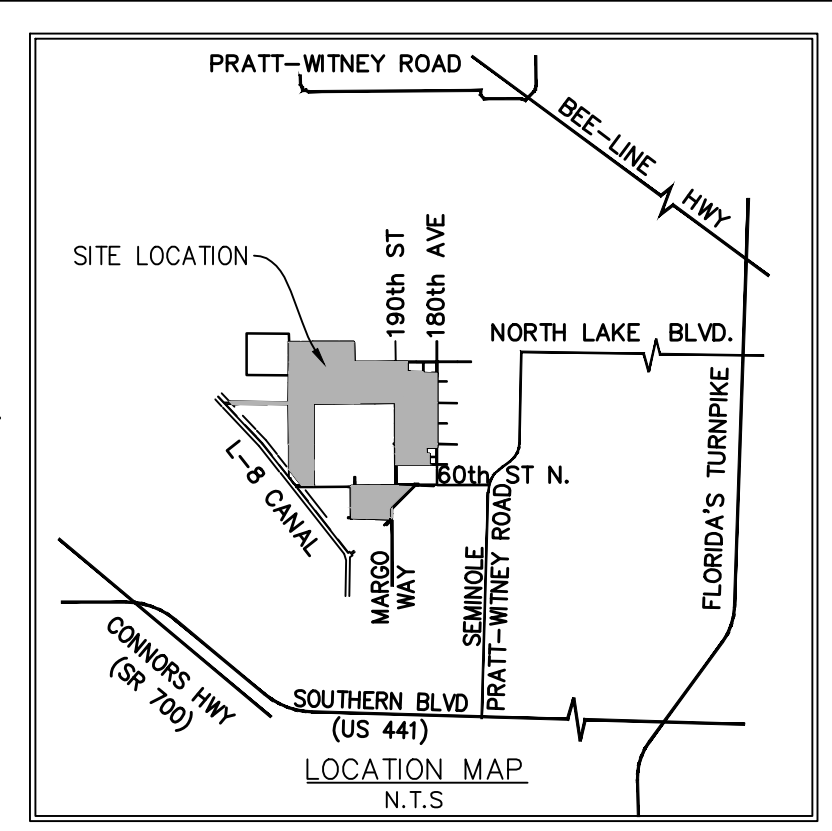 PRATT-WITNEY ROAD
BEE-LINE
HWY
190th ST
180th AVE
SITE LOCATION
NORTH LAKE BLVD.
FLORIDA'S TURNPIKE
L-8 CANAL
60th ST N.
MARGO
WAY
SEMINOLE
PRATT-WITNEY ROAD
CONNORS HWY
(SR 700)
SOUTHERN BLVD
(US 441)
LOCATION MAP
N.T.S